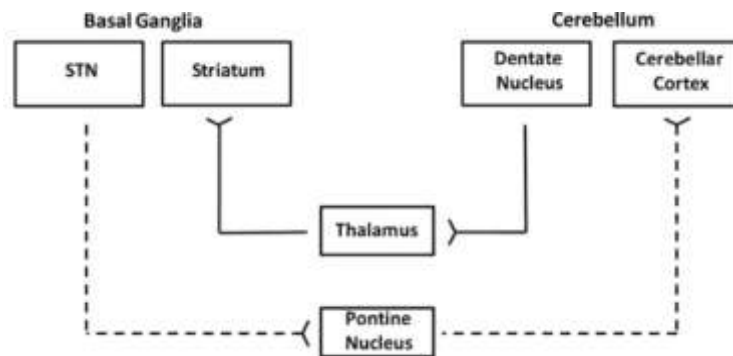 Basal Ganglia
Cerebellum
STN
Striatum
Dentate
Nucleus
Cerebellar
Cortex
Thalamus
Pontine
Nucleus